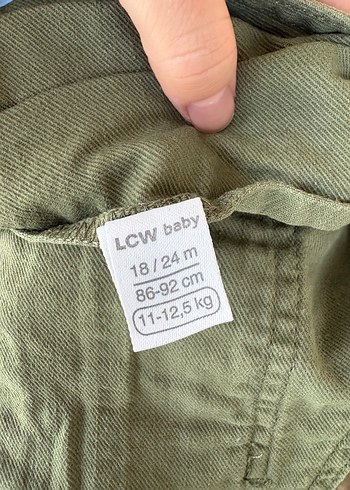 LCW baby
18 / 24 m
86-92 cm
11-12,5 kg